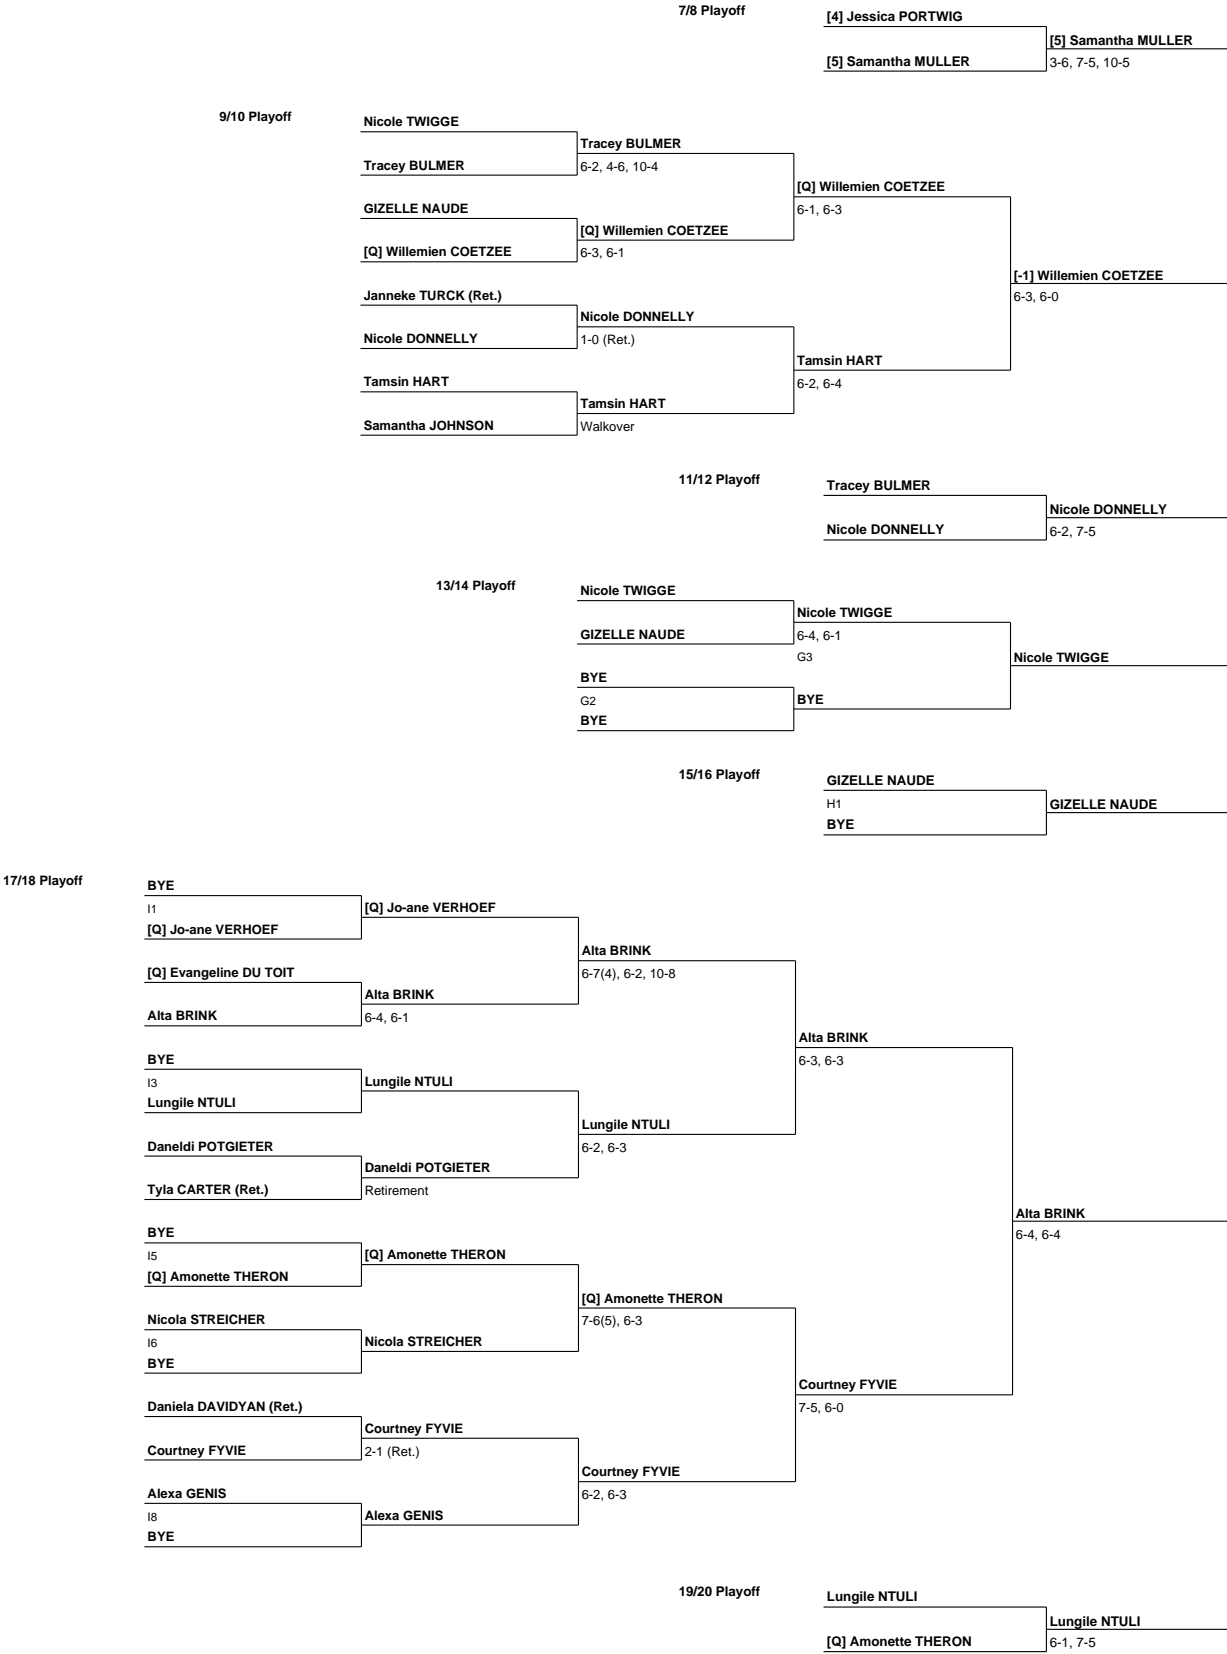 7/8 Playoff
[4] Jessica PORTWIG
[5] Samantha MULLER
[5] Samantha MULLER
3-6, 7-5, 10-5
9/10 Playoff
Nicole TWIGGE
Tracey BULMER
Tracey BULMER
6-2, 4-6, 10-4
[Q] Willemien COETZEE
6-1, 6-3
GIZELLE NAUDE
[Q] Willemien COETZEE
[Q] Willemien COETZEE
6-3, 6-1
[-1] Willemien COETZEE
6-3, 6-0
Janneke TURCK (Ret.)
Nicole DONNELLY
Nicole DONNELLY
1-0 (Ret.)
Tamsin HART
6-2, 6-4
Tamsin HART
Tamsin HART
Samantha JOHNSON
Walkover
11/12 Playoff
Tracey BULMER
Nicole DONNELLY
Nicole DONNELLY
6-2, 7-5
13/14 Playoff
Nicole TWIGGE
Nicole TWIGGE
GIZELLE NAUDE
6-4, 6-1
G3
Nicole TWIGGE
BYE
G2
BYE
BYE
15/16 Playoff
GIZELLE NAUDE
H1
GIZELLE NAUDE
BYE
17/18 Playoff
BYE
I1
[Q] Jo-ane VERHOEF
[Q] Jo-ane VERHOEF
Alta BRINK
6-7(4), 6-2, 10-8
[Q] Evangeline DU TOIT
Alta BRINK
Alta BRINK
6-4, 6-1
Alta BRINK
6-3, 6-3
BYE
I3
Lungile NTULI
Lungile NTULI
Lungile NTULI
6-2, 6-3
Daneldi POTGIETER
Daneldi POTGIETER
Tyla CARTER (Ret.)
Retirement
Alta BRINK
6-4, 6-4
BYE
I5
[Q] Amonette THERON
[Q] Amonette THERON
[Q] Amonette THERON
7-6(5), 6-3
Nicola STREICHER
I6
Nicola STREICHER
BYE
Courtney FYVIE
7-5, 6-0
Daniela DAVIDYAN (Ret.)
Courtney FYVIE
Courtney FYVIE
2-1 (Ret.)
Courtney FYVIE
6-2, 6-3
Alexa GENIS
I8
Alexa GENIS
BYE
19/20 Playoff
Lungile NTULI
Lungile NTULI
[Q] Amonette THERON
6-1, 7-5